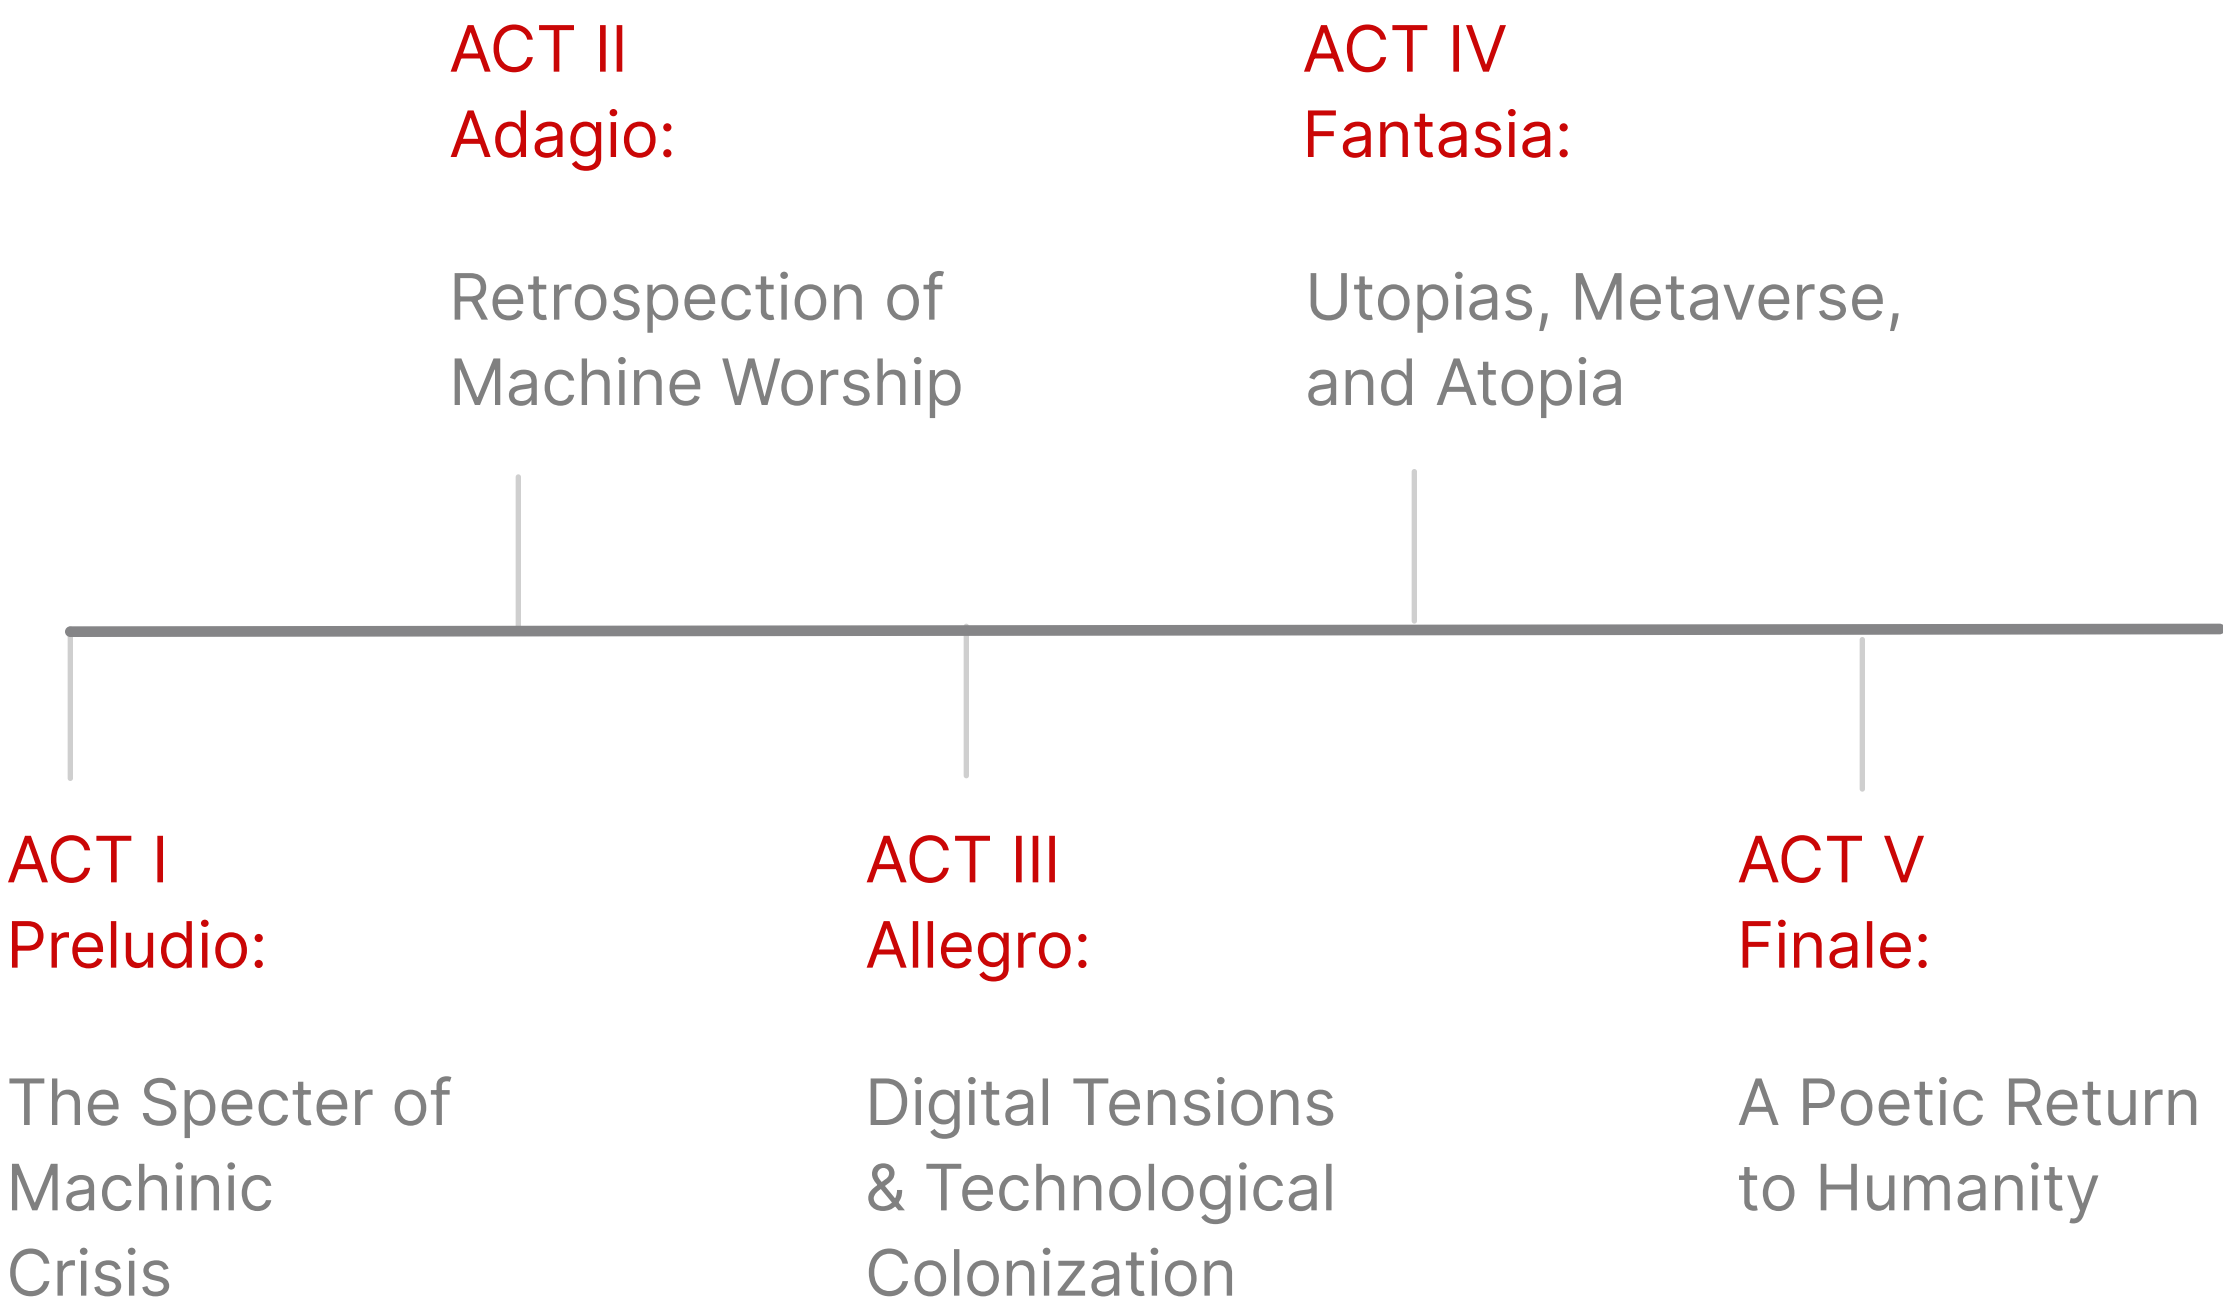 ACT I
Preludio:
The Specter of
Machinic
Crisis
ACT II
Adagio:
Retrospection of
Machine Worship
ACT III
Allegro:
Digital Tensions
& Technological
Colonization
ACT IV
Fantasia:
Utopias, Metaverse,
and Atopia
ACT V
Finale:
A Poetic Return
to Humanity